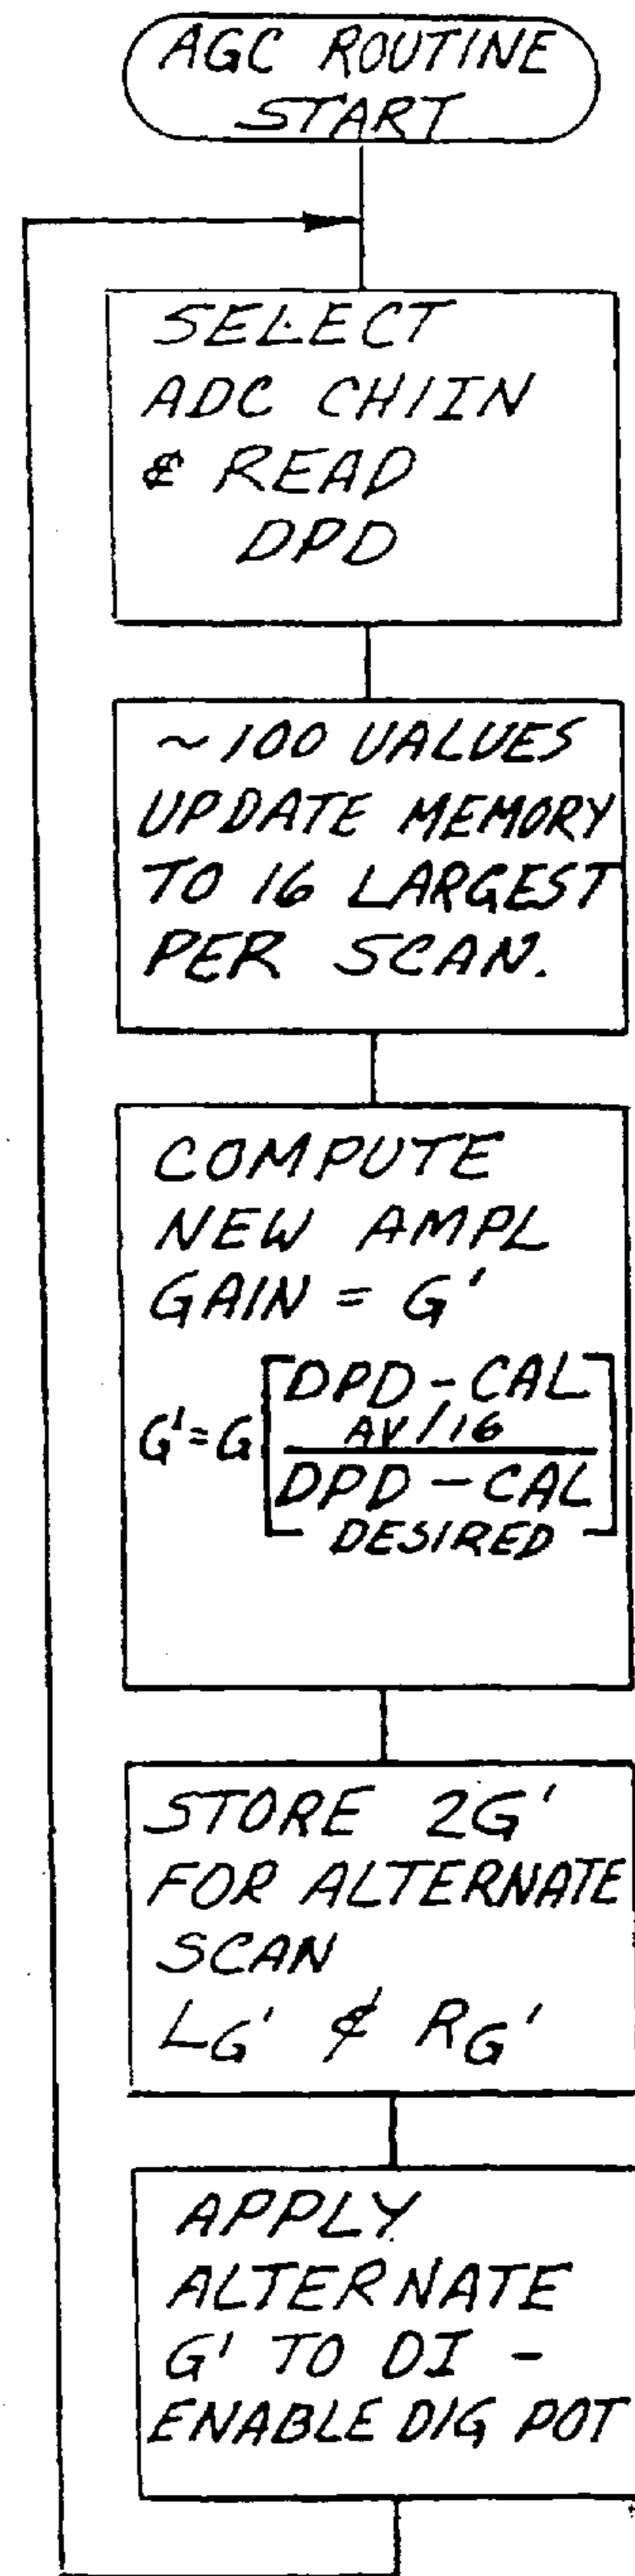 AGC ROUTINE
START
SELECT
ADC CH1IN
& READ
DPD
~100 VALUES
UPDATE MEMORY
TO 16 LARGEST
PER SCAN.
COMPUTE
NEW AMPL
GAIN = G'
G'=G[DPD-CAL
AV/16
DPD-CAL
DESIRED]
STORE 2G'
FOR ALTERNATE
SCAN
LG' & RG'
APPLY
ALTERNATE
G' TO DI -
ENABLE DIG POT